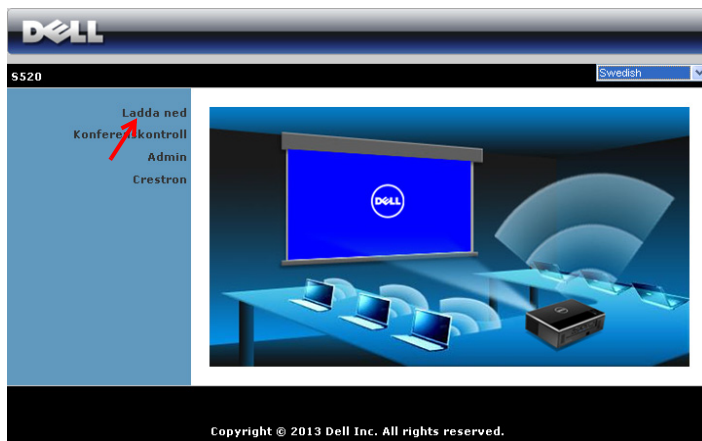 DELL
S520
Swedish
Ladda ned
Konferenskontroll
Admin
Crestron
DELL
Copyright © 2013 Dell Inc. All rights reserved.